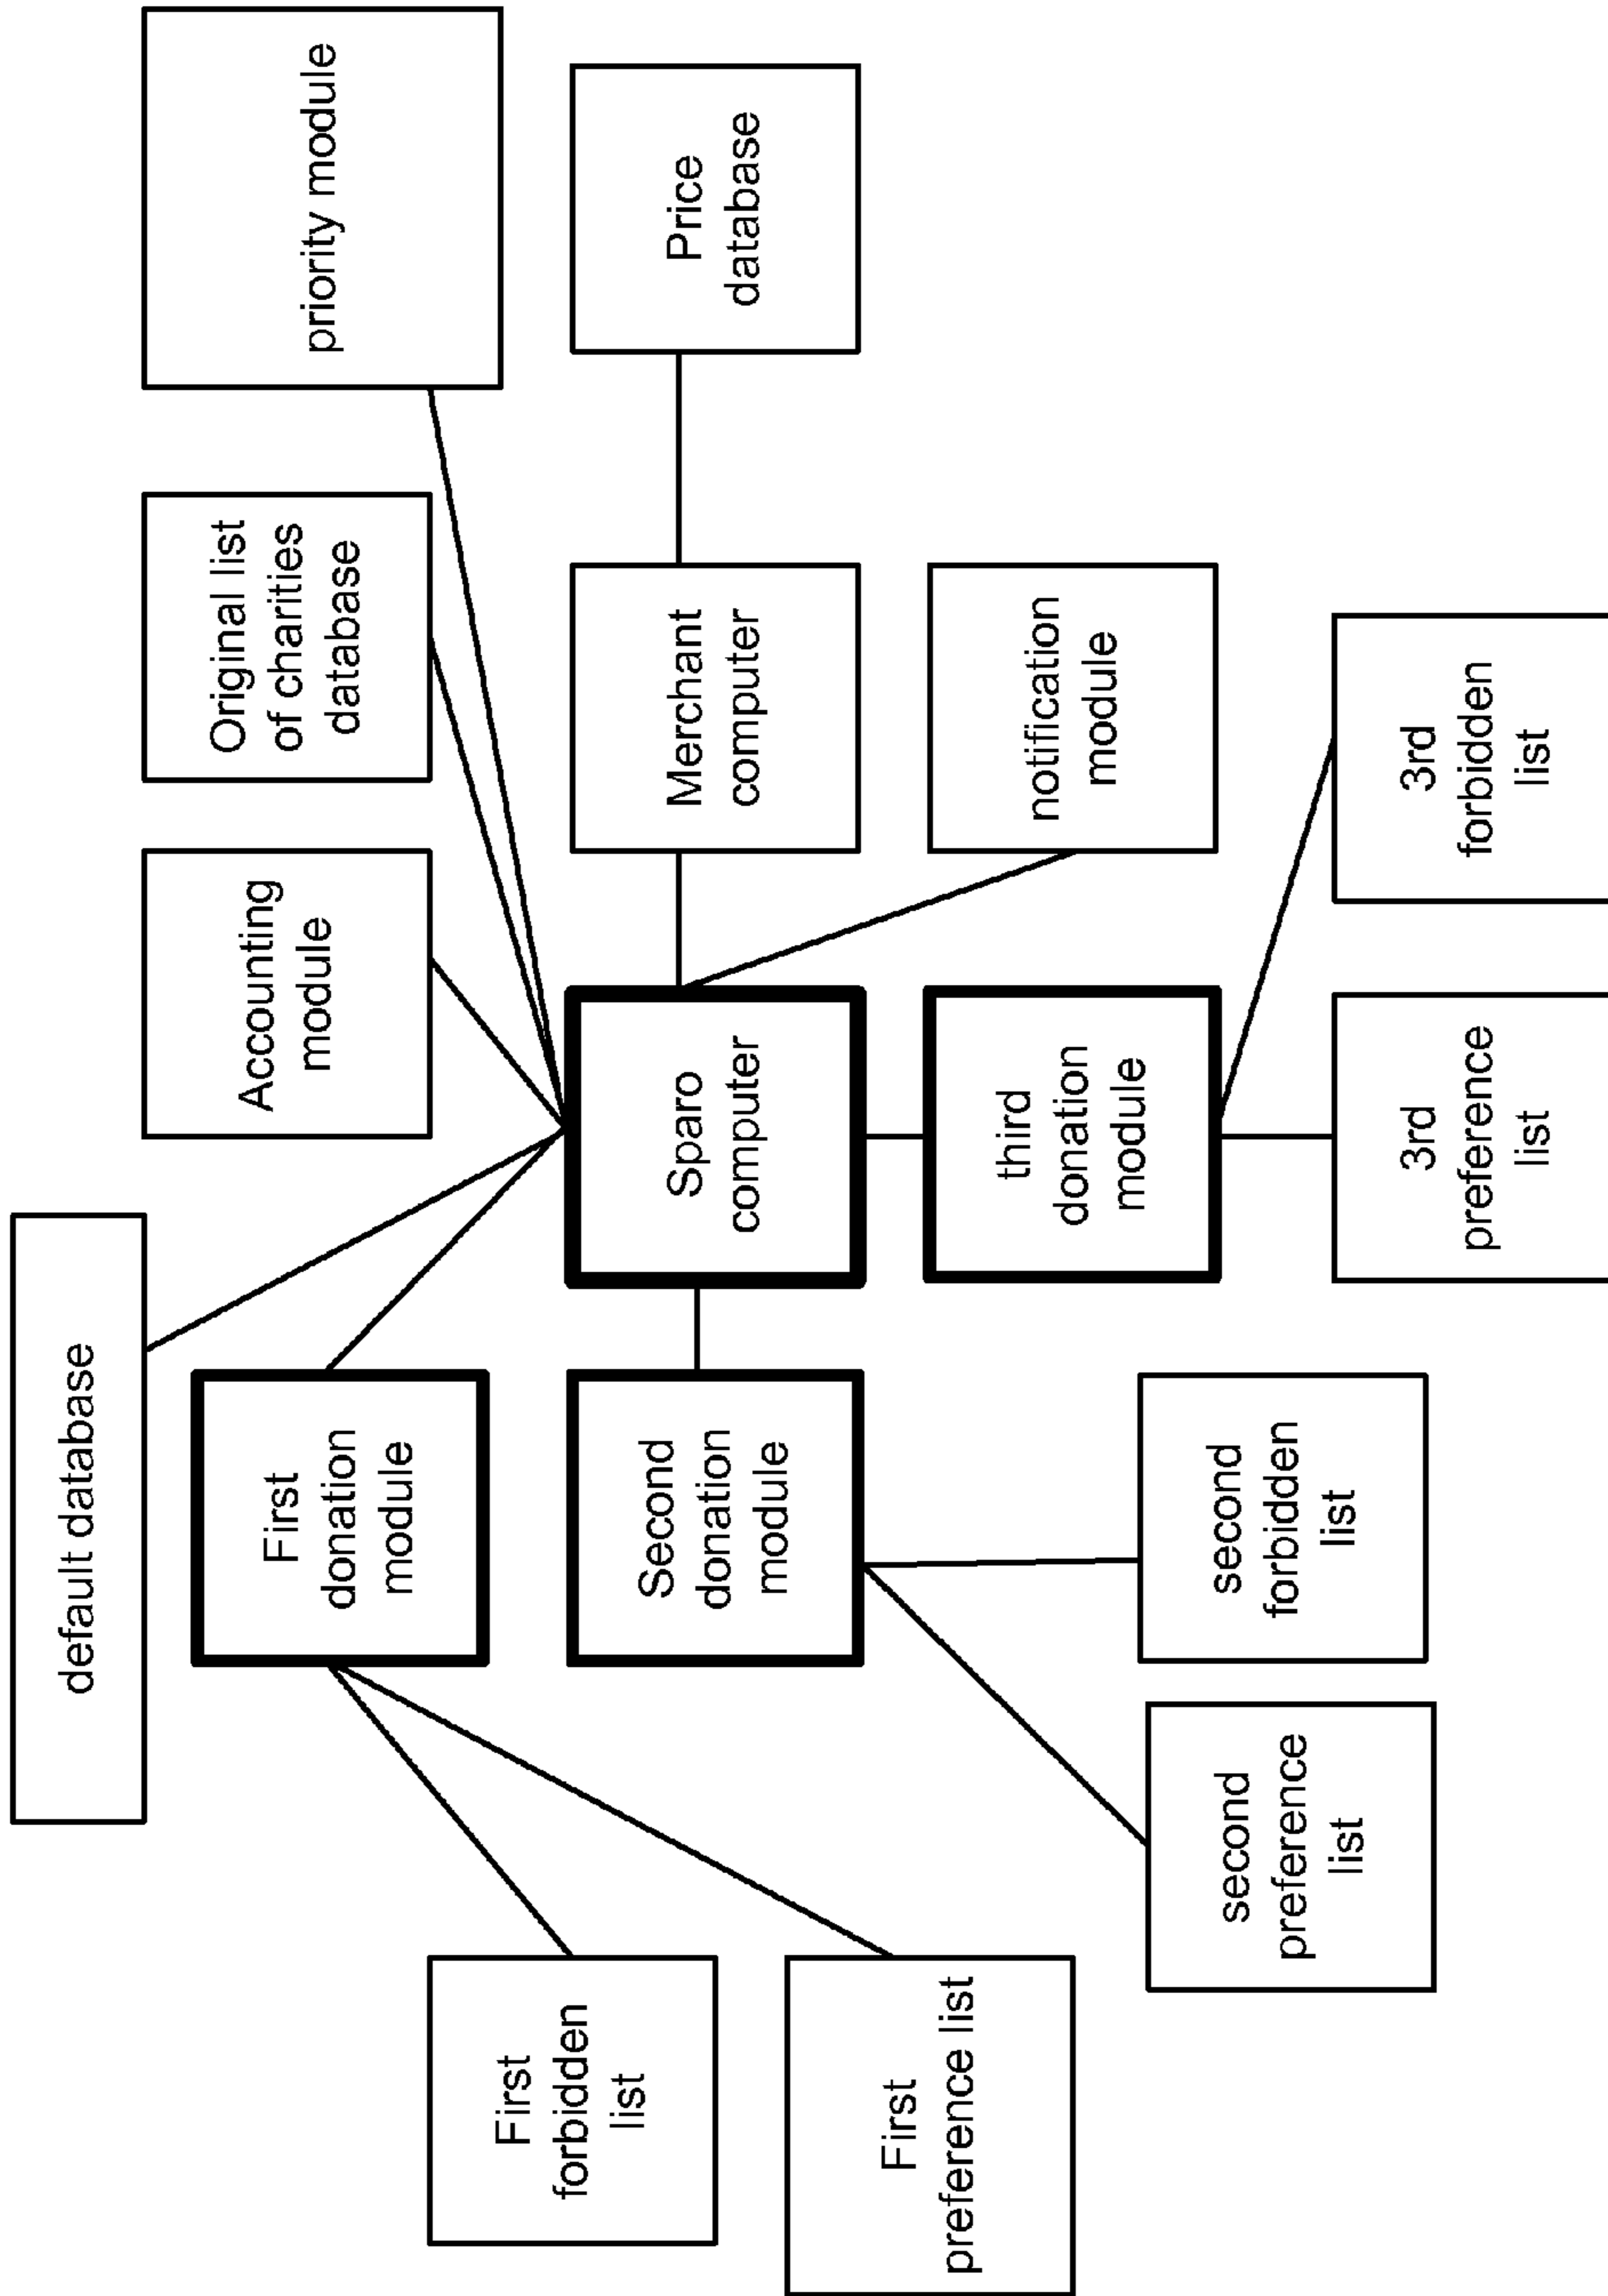 default database
Accounting
module
Original list
of charities
database
priority module
First
donation
module
First
forbidden
list
Second
donation
module
Sparo
computer
Merchant
computer
Price
database
First
preference list
third
donation
module
notification
module
second
preference
list
second
forbidden
list
3rd
preference
list
3rd
forbidden
list